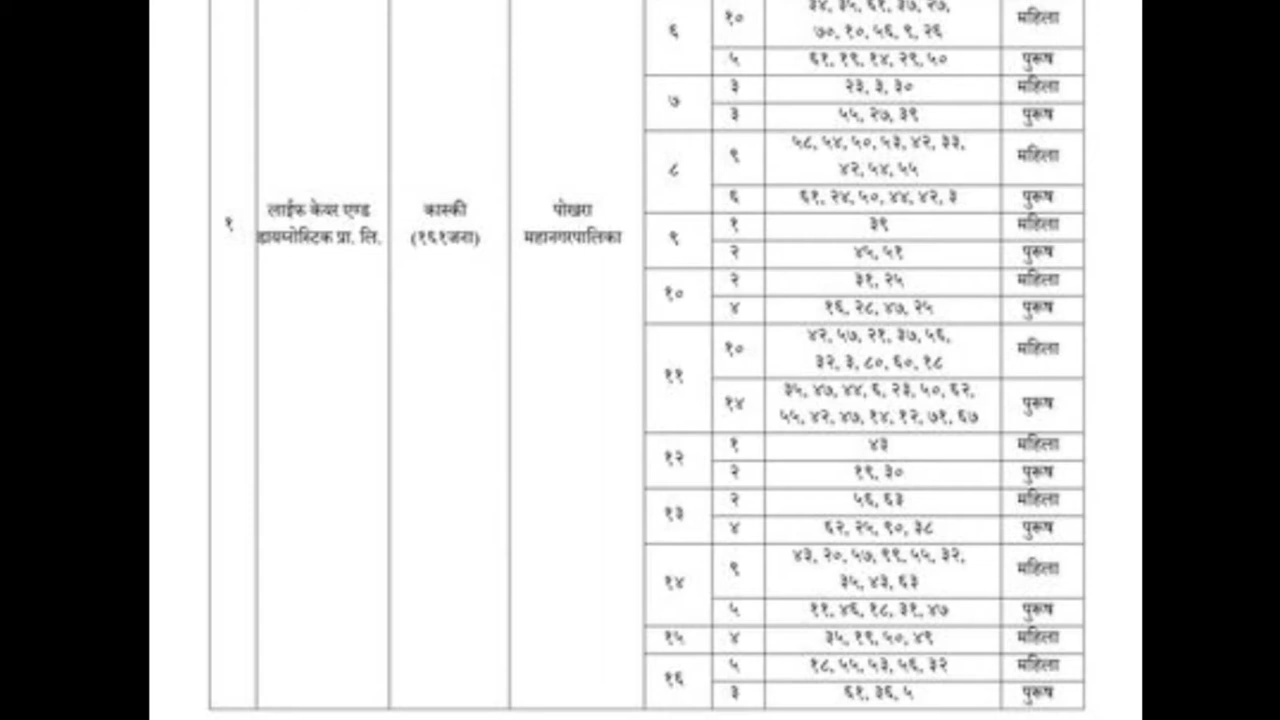 ३४, ३५, ६१, ३७, २७,
६ १० ७०, १०, ५६, ९, २६ महिला
५ ६१, १९, १४, २९, ५० पुरूष
७ ३ २३, ३, ३० महिला
३ ५५, २७, ३९ पुरूष
८ ९ ५८, ५४, ५०, ५३, ४२, ३३, महिला
४२, ५४, ५५
६ ६१, २४, ५०, ४४, ४२, ३ पुरूष
१ लाईफ केयर एण्ड कास्की पोखरा
डायग्नोस्टिक प्रा. लि. (१६१जना) महानगरपालिका
९ १ ३९ महिला
२ ४५, ५१ पुरूष
१० २ ३१, २५ महिला
४ १६, २८, ४७, २५ पुरूष
११ १० ४२, ५७, २१, ३७, ५६, महिला
३२, ३, ८०, ६०, १८
१४ ३५, ४७, ४४, ६, २३, ५०, ६२, पुरूष
५५, ४२, ४७, १४, १२, ७१, ६७
१२ १ ४३ महिला
२ १९, ३० पुरूष
१३ २ ५६, ६३ महिला
४ ६२, २५, ९०, ३८ पुरूष
१४ ९ ४३, २०, ५७, १९, ५५, ३२, महिला
३५, ४३, ६३
५ ११, ४६, १८, ३१, ४७ पुरूष
१५ ४ ३५, १९, ५०, ४९ महिला
१६ ५ १८, ५५, ५३, ५६, ३२ महिला
३ ६१, ३६, ५ पुरूष